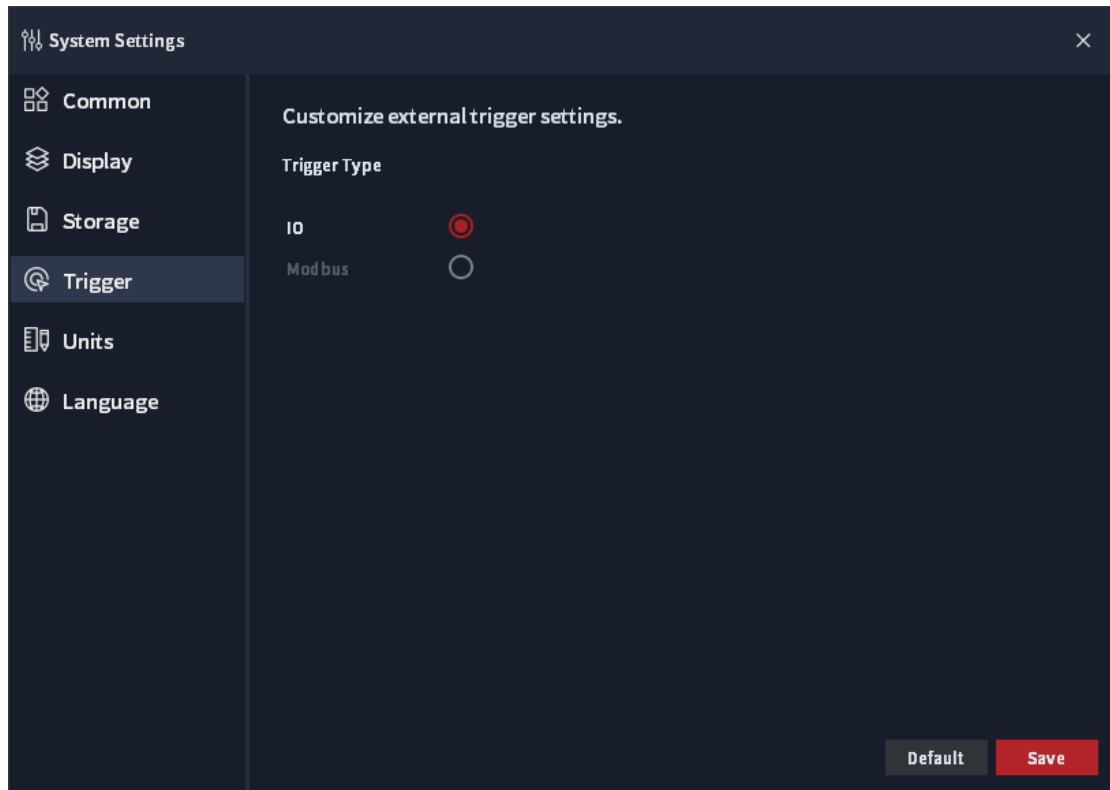 System Settings
Common
Display
Storage
Trigger
Units
Language
Customize external trigger settings.
Trigger Type
IO
Modbus
Default
Save